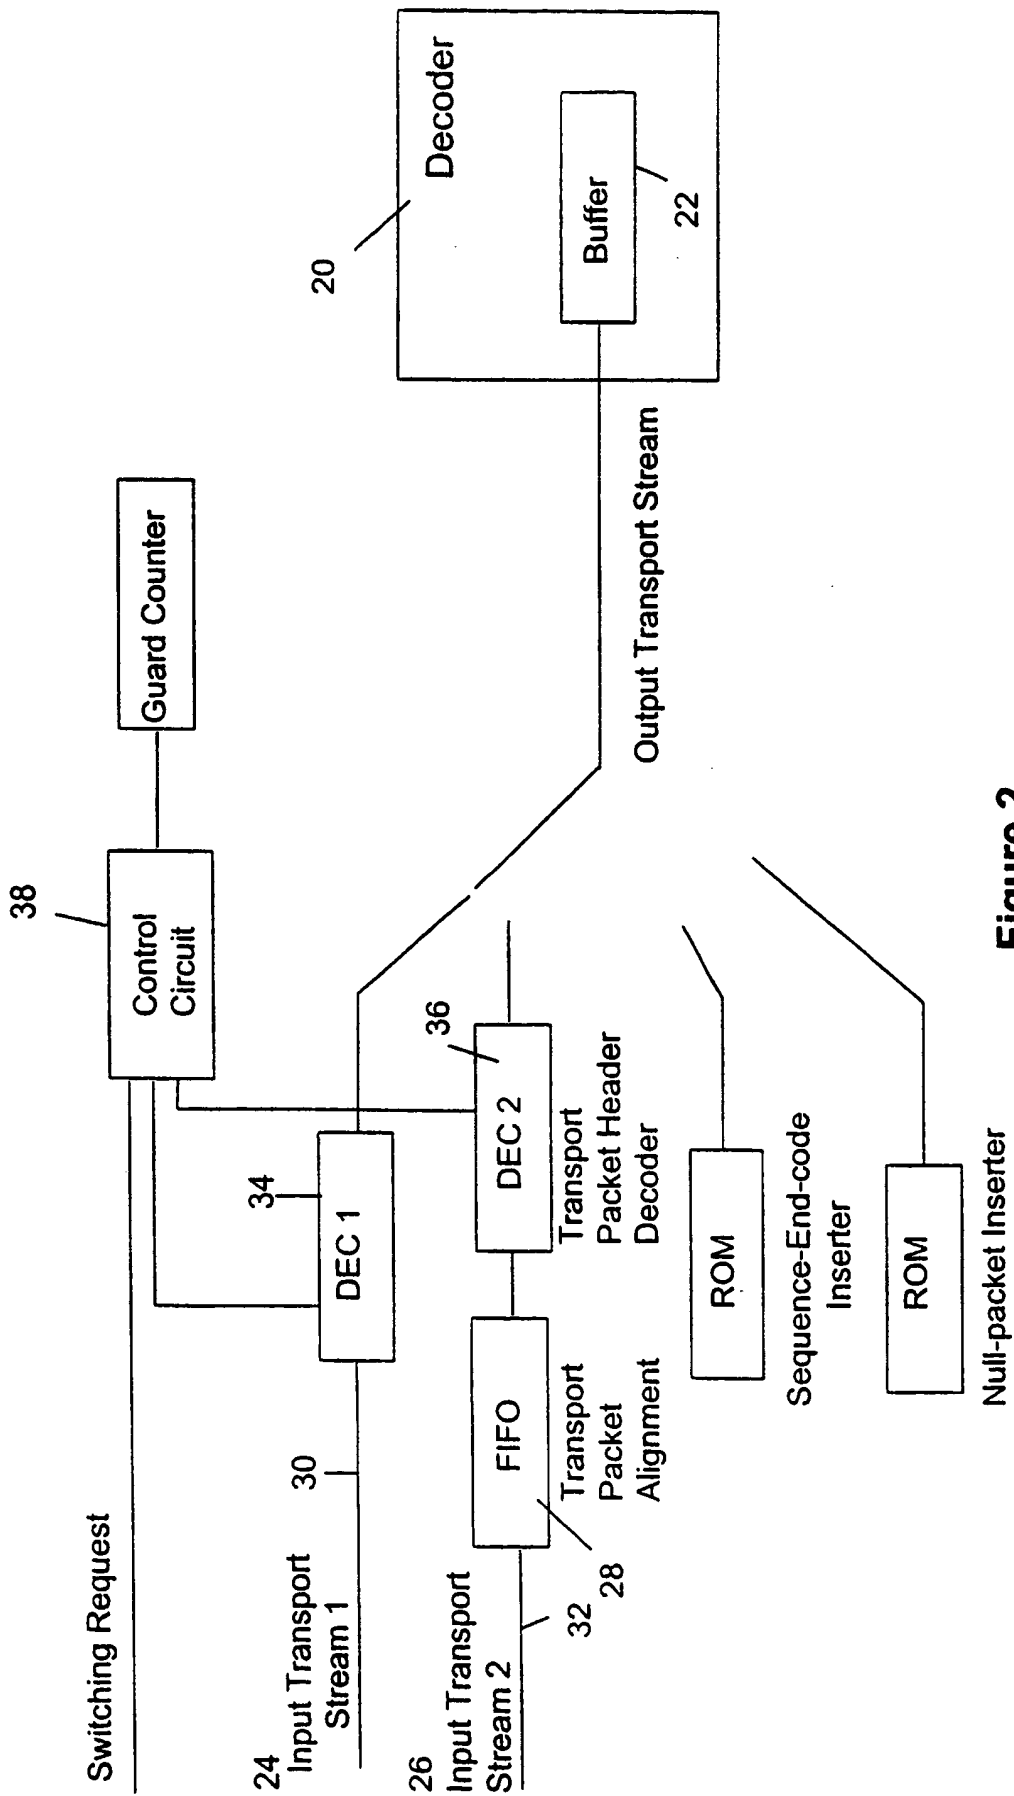 Switching Request
38
Control
Circuit
Guard Counter
24
Input Transport
Stream 1
30
34
DEC 1
26
Input Transport
Stream 2
32
28
FIFO
Transport
Packet
Alignment
36
DEC 2
Transport
Packet Header
Decoder
ROM
Sequence-End-code
Inserter
ROM
Null-packet Inserter
Output Transport Stream
20
Decoder
Buffer
22
Figure 2